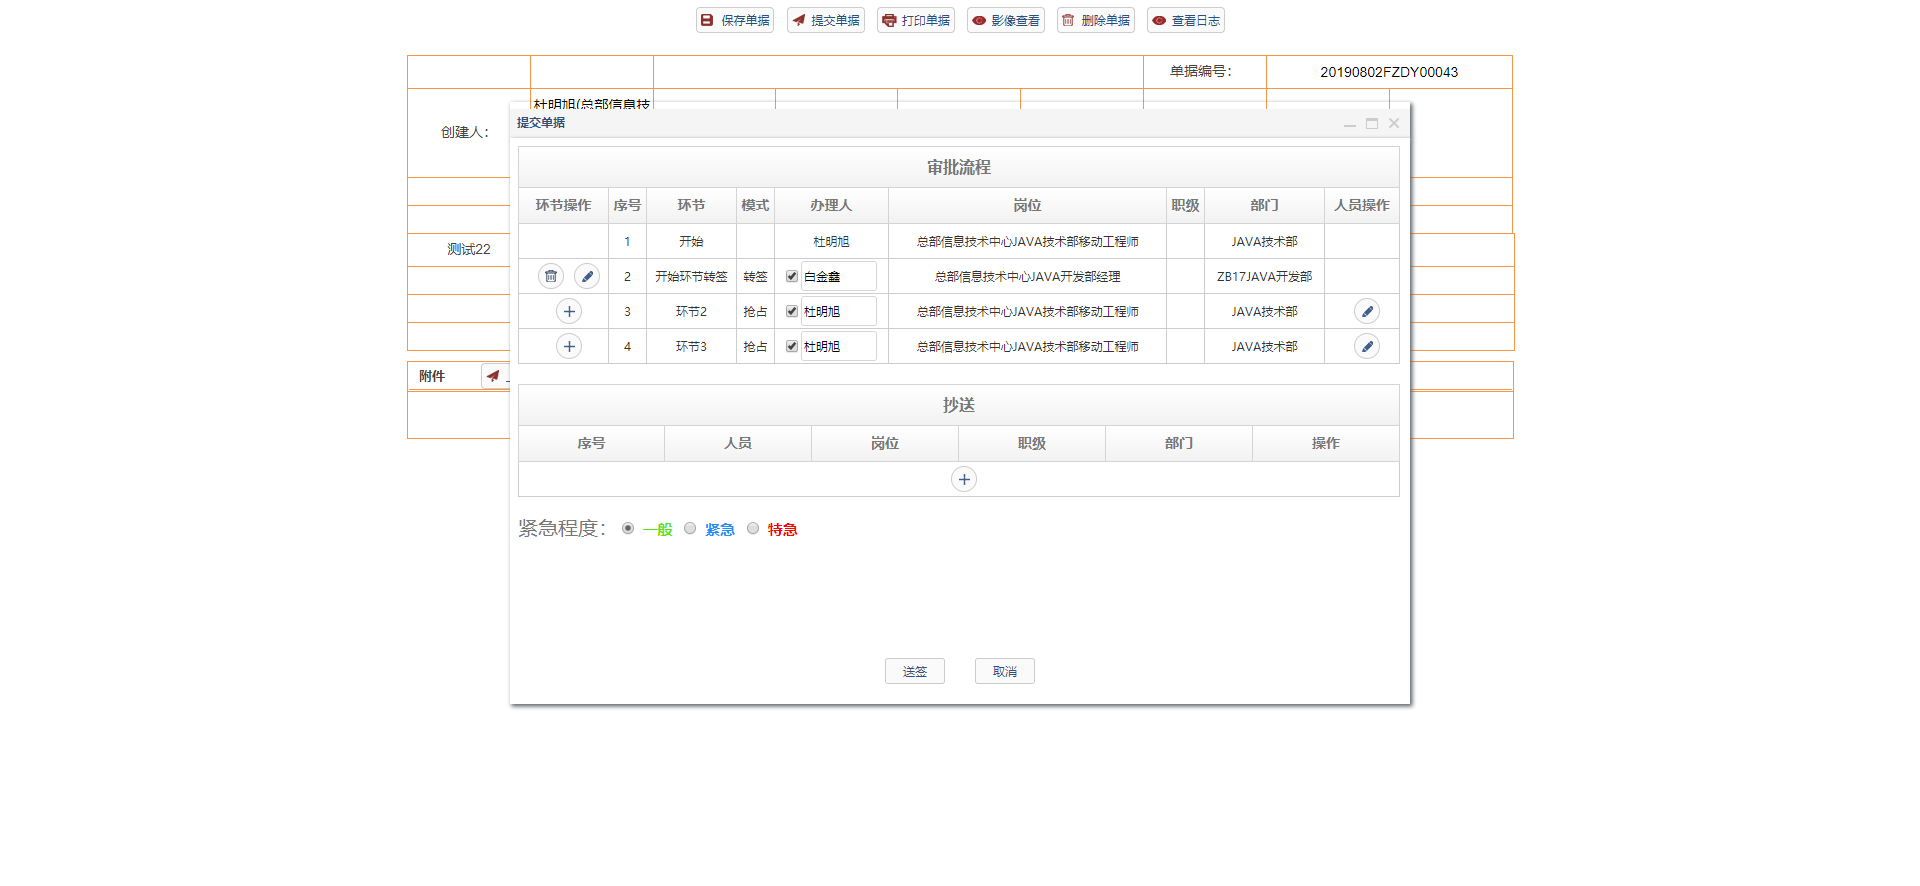 保存单据 提交单据 打印单据 影像查看 删除单据 查看日志
单据编号： 20190802FZDY00043
杜明旭(总部信息技
创建人：
提交单据
审批流程
环节操作 序号 环节 模式 办理人 岗位 职级 部门 人员操作
1 开始 杜明旭 总部信息技术中心JAVA技术部移动工程师 JAVA技术部
测试22
2 开始环节转签 转签 白金鑫 总部信息技术中心JAVA开发部经理 ZB17JAVA开发部
3 环节2 抢占 杜明旭 总部信息技术中心JAVA技术部移动工程师 JAVA技术部
4 环节3 抢占 杜明旭 总部信息技术中心JAVA技术部移动工程师 JAVA技术部
附件
抄送
序号 人员 岗位 职级 部门 操作
紧急程度： 一般 紧急 特急
送签 取消